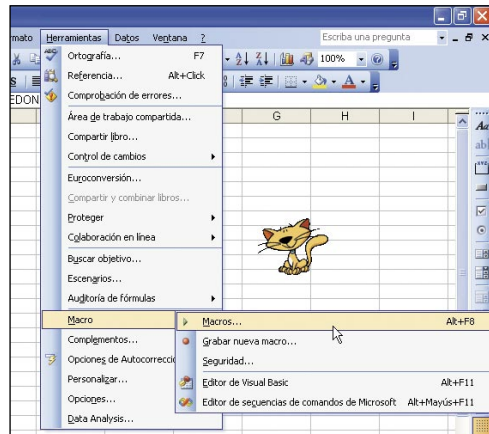 mato Herramientas Datos Ventana ? Escriba una pregunta
Ortografía... F7
100%
Referencia... Alt+Click
S
Comprobación de errores...
EDON
Área de trabajo compartida...
G H I
Compartir libro...
Control de cambios
Euroconversión...
Compartir y combinar libros...
Proteger
Colaboración en línea
Buscar objetivo...
Escenarios...
Auditoría de fórmulas
Macro
Macros... Alt+F8
Complementos...
Grabar nueva macro...
Opciones de Autocorrecció
Seguridad...
Personalizar...
Editor de Visual Basic Alt+F11
Opciones...
Editor de secuencias de comandos de Microsoft Alt+Mayús+F11
Data Analysis...